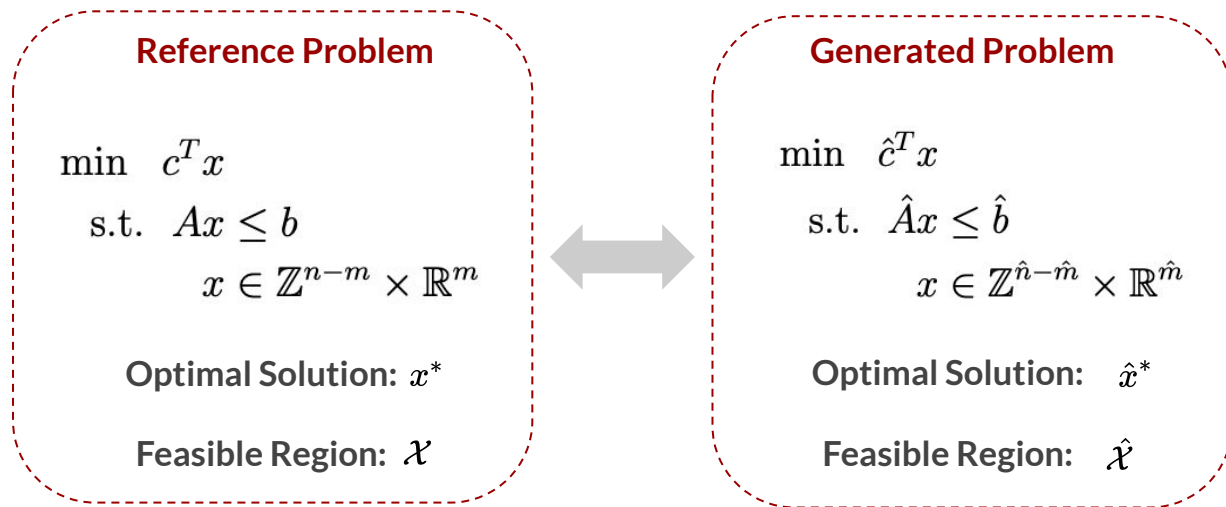 Reference Problem
min c^T x
s.t. Ax ≤ b
x ∈ ℤ^{n−m} × ℝ^m
Optimal Solution: x^*
Feasible Region: 𝒳
Generated Problem
min ĉ^T x
s.t. Âx ≤ b̂
x ∈ ℤ^{n̂−m̂} × ℝ^{m̂}
Optimal Solution: x̂^*
Feasible Region: 𝒳̂